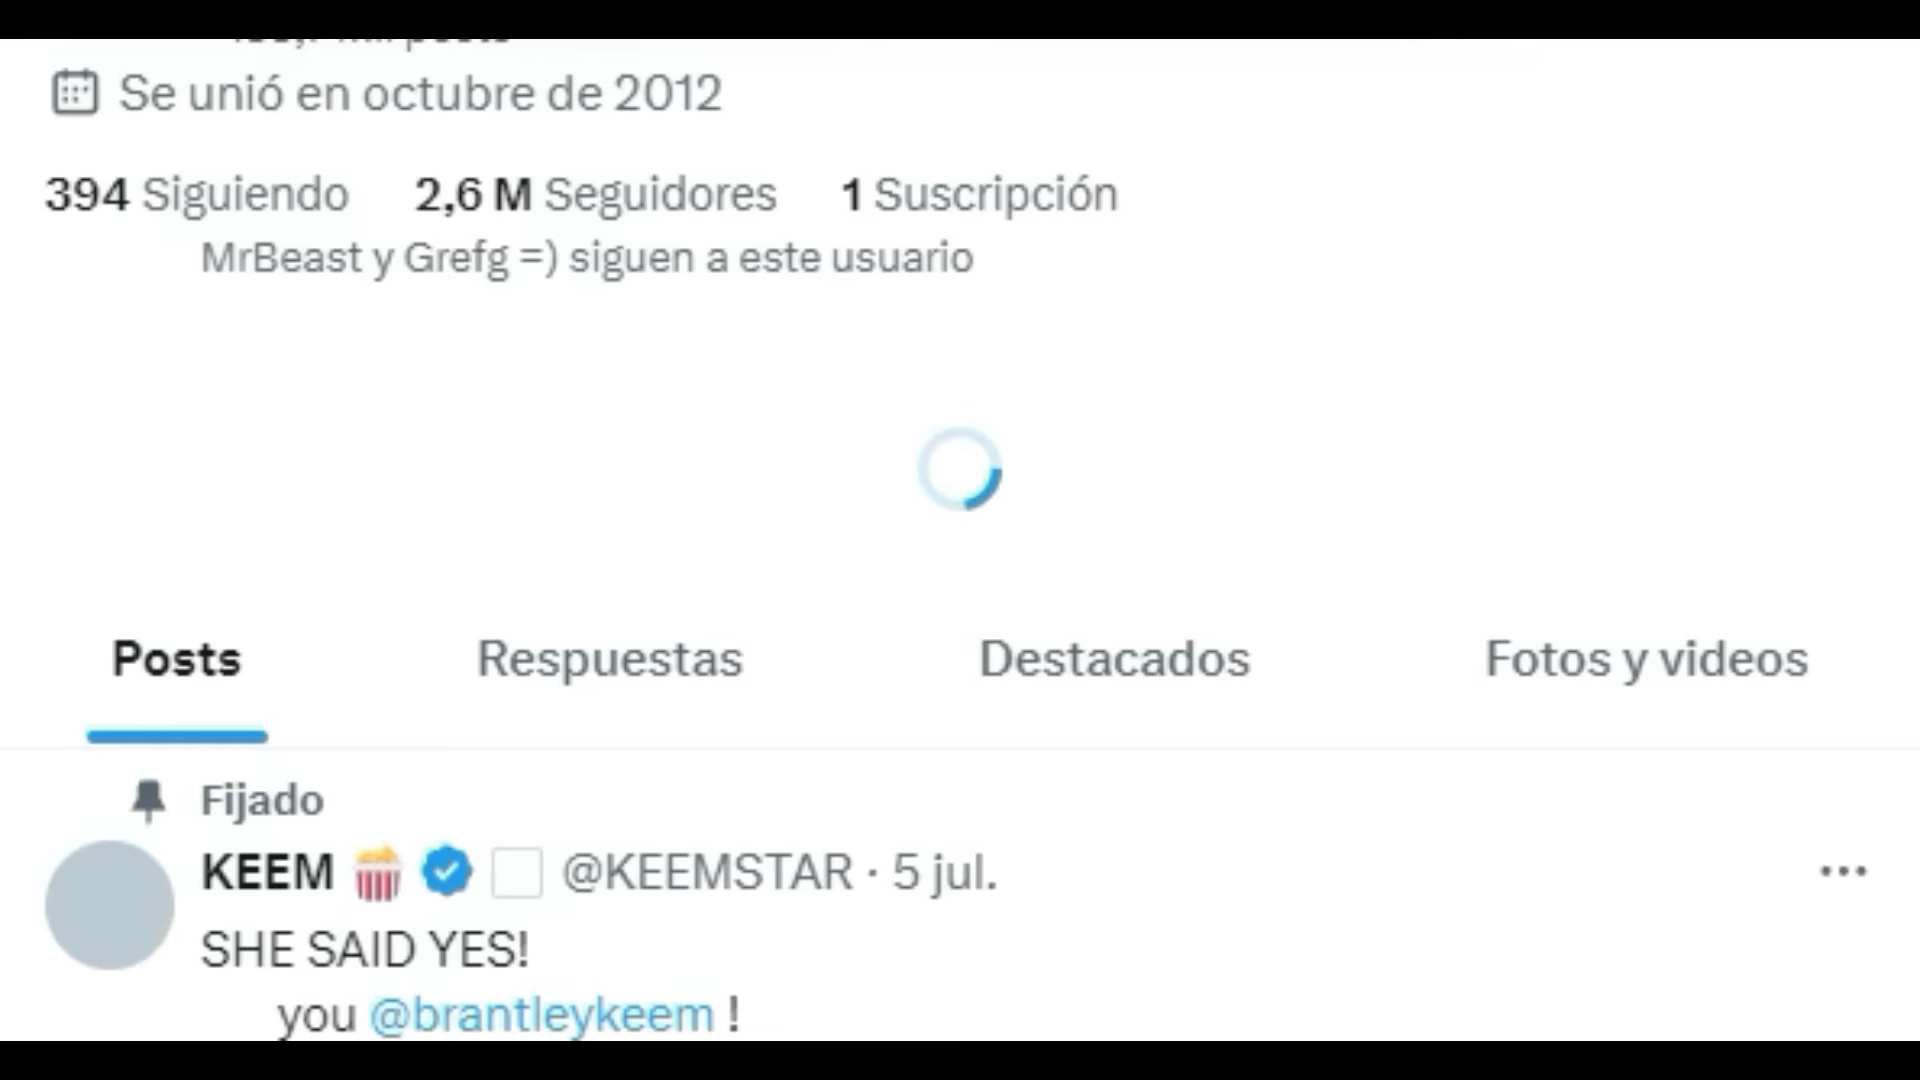 Se unió en octubre de 2012
394 Siguiendo 2,6 M Seguidores 1 Suscripción
MrBeast y Grefg =) siguen a este usuario
Posts Respuestas Destacados Fotos y videos
Fijado
KEEM 🍿 @KEEMSTAR · 5 jul.
SHE SAID YES!
you @brantleykeem !